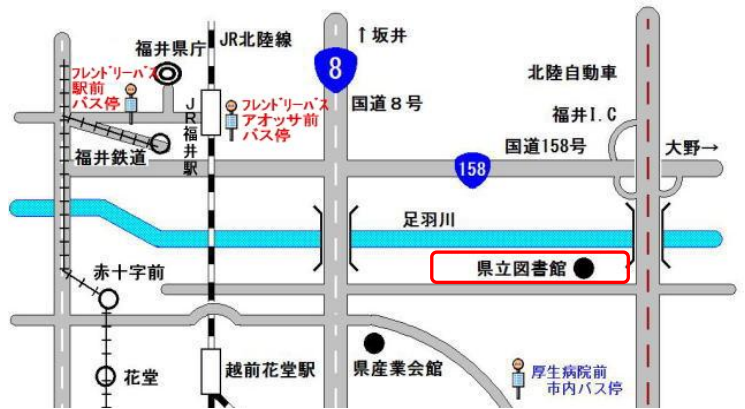 JR北陸線
↑坂井
福井県庁
8
フレンドリーバス
駅前
バス停
北陸自動車
国道8号
フレンドリーバス
アオッサ前
バス停
JR福井駅
福井I.C
国道158号
大野→
福井鉄道
158
足羽川
県立図書館
赤十字前
越前花堂駅
県産業会館
花堂
厚生病院前
市内バス停